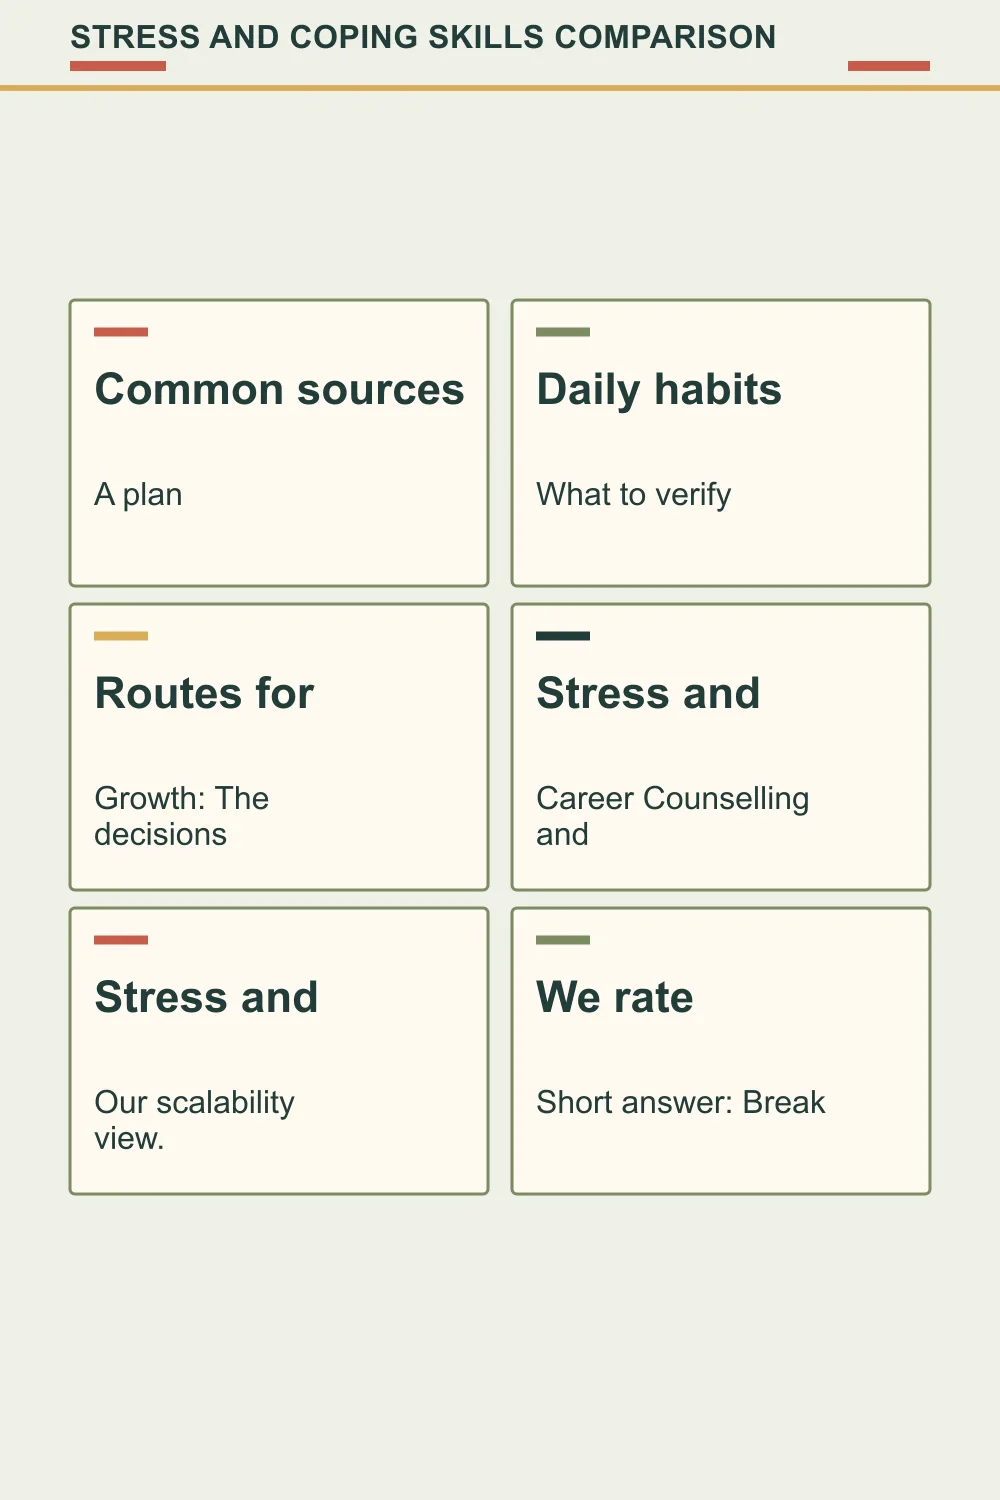 STRESS AND COPING SKILLS COMPARISON
Common sources
A plan
Daily habits
What to verify
Routes for
Growth: The
decisions
Stress and
Career Counselling
and
Stress and
Our scalability
view.
We rate
Short answer: Break